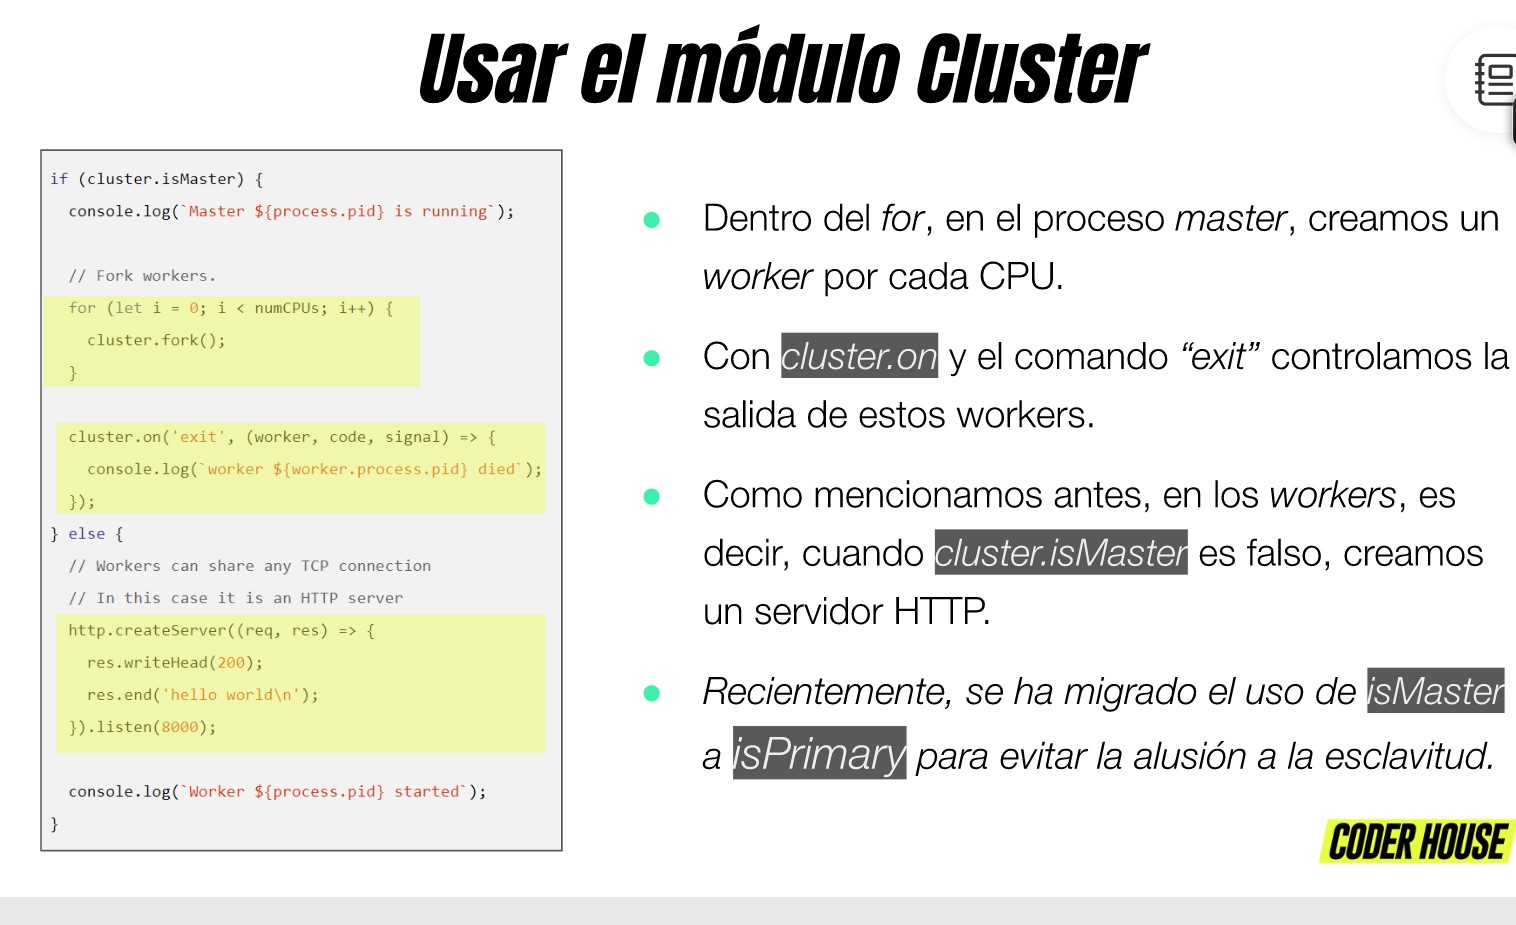 Usar el módulo Cluster
if (cluster.isMaster) {
console.log(`Master ${process.pid} is running`);
// Fork workers.
for (let i = 0; i < numCPUs; i++) {
cluster.fork();
}
cluster.on('exit', (worker, code, signal) => {
console.log(`worker ${worker.process.pid} died`);
});
} else {
// Workers can share any TCP connection
// In this case it is an HTTP server
http.createServer((req, res) => {
res.writeHead(200);
res.end('hello world\n');
}).listen(8000);
console.log(`Worker ${process.pid} started`);
}
Dentro del for, en el proceso master, creamos un
worker por cada CPU.
Con cluster.on y el comando “exit” controlamos la
salida de estos workers.
Como mencionamos antes, en los workers, es
decir, cuando cluster.isMaster es falso, creamos
un servidor HTTP.
Recientemente, se ha migrado el uso de isMaster
a isPrimary para evitar la alusión a la esclavitud.
CODER HOUSE